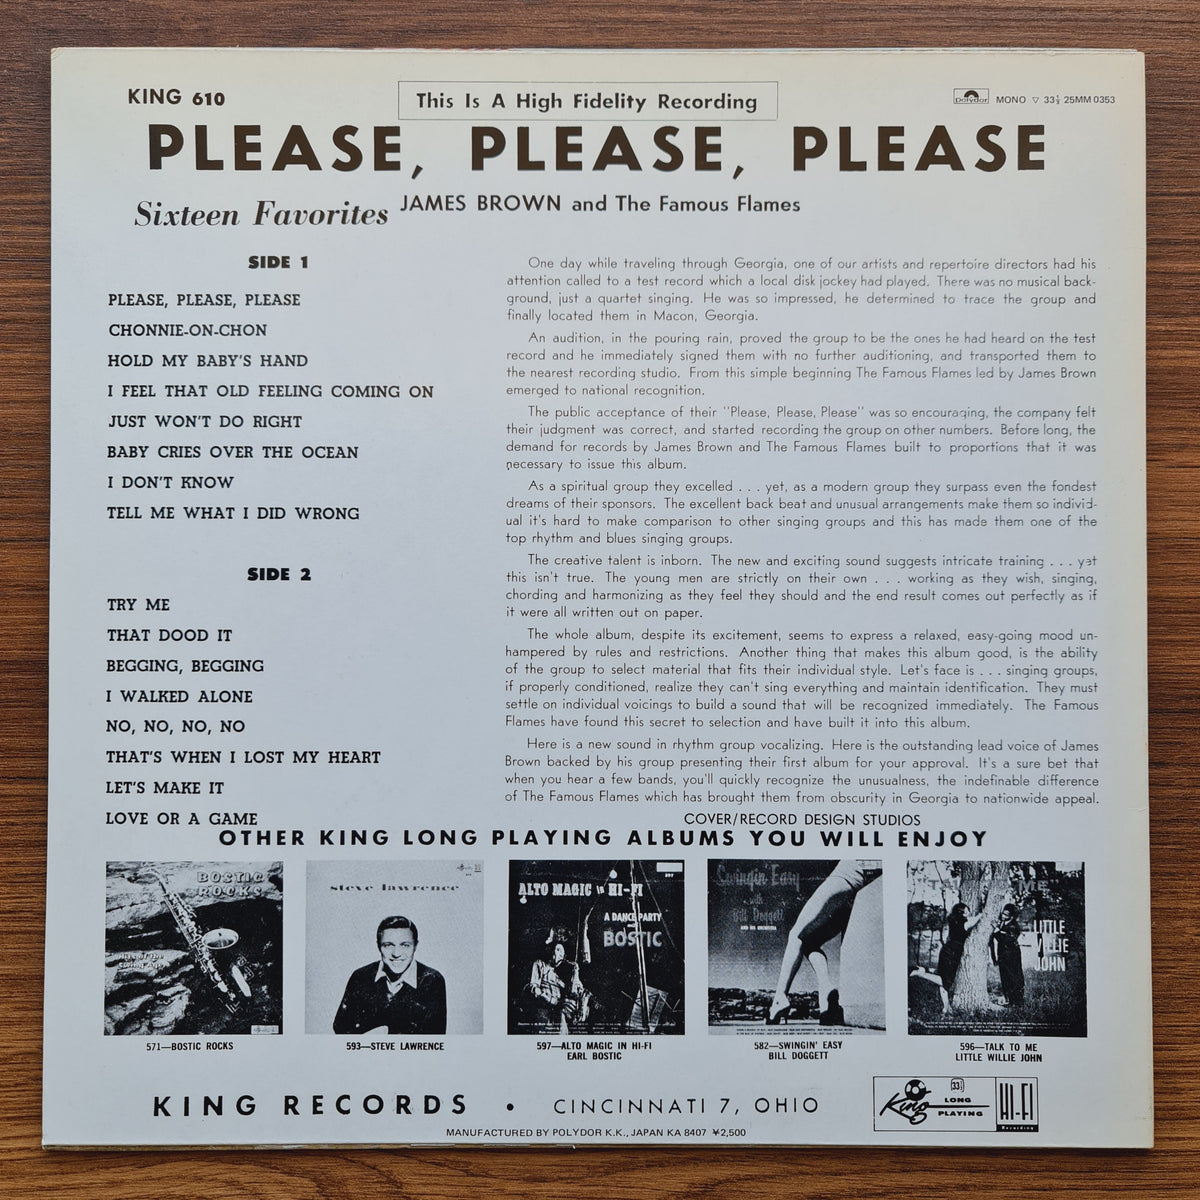 KING 610
This Is A High Fidelity Recording
polydor MONO ▽ 33⅓ 25MM 0353
PLEASE, PLEASE, PLEASE
Sixteen Favorites JAMES BROWN and The Famous Flames
SIDE 1
PLEASE, PLEASE, PLEASE
CHONNIE-ON-CHON
HOLD MY BABY'S HAND
I FEEL THAT OLD FEELING COMING ON
JUST WON'T DO RIGHT
BABY CRIES OVER THE OCEAN
I DON'T KNOW
TELL ME WHAT I DID WRONG
SIDE 2
TRY ME
THAT DOOD IT
BEGGING, BEGGING
I WALKED ALONE
NO, NO, NO, NO
THAT'S WHEN I LOST MY HEART
LET'S MAKE IT
LOVE OR A GAME
One day while traveling through Georgia, one of our artists and repertoire directors had his
attention called to a test record which a local disk jockey had played. There was no musical back-
ground, just a quartet singing. He was so impressed, he determined to trace the group and
finally located them in Macon, Georgia.
An audition, in the pouring rain, proved the group to be the ones he had heard on the test
record and he immediately signed them with no further auditioning, and transported them to
the nearest recording studio. From this simple beginning The Famous Flames led by James Brown
emerged to national recognition.
The public acceptance of their "Please, Please, Please" was so encouraging, the company felt
their judgment was correct, and started recording the group on other numbers. Before long, the
demand for records by James Brown and The Famous Flames built to proportions that it was
necessary to issue this album.
As a spiritual group they excelled . . . yet, as a modern group they surpass even the fondest
dreams of their sponsors. The excellent back beat and unusual arrangements make them so individ-
ual it's hard to make comparison to other singing groups and this has made them one of the
top rhythm and blues singing groups.
The creative talent is inborn. The new and exciting sound suggests intricate training . . . yet
this isn't true. The young men are strictly on their own . . . working as they wish, singing,
chording and harmonizing as they feel they should and the end result comes out perfectly as if
it were all written out on paper.
The whole album, despite its excitement, seems to express a relaxed, easy-going mood un-
hampered by rules and restrictions. Another thing that makes this album good, is the ability
of the group to select material that fits their individual style. Let's face is . . . singing groups,
if properly conditioned, realize they can't sing everything and maintain identification. They must
settle on individual voicings to build a sound that will be recognized immediately. The Famous
Flames have found this secret to selection and have built it into this album.
Here is a new sound in rhythm group vocalizing. Here is the outstanding lead voice of James
Brown backed by his group presenting their first album for your approval. It's a sure bet that
when you hear a few bands, you'll quickly recognize the unusualness, the indefinable difference
of The Famous Flames which has brought them from obscurity in Georgia to nationwide appeal.
COVER/RECORD DESIGN STUDIOS
OTHER KING LONG PLAYING ALBUMS YOU WILL ENJOY
BOSTIC
ROCKS
steve lawrence
ALTO MAGIC IN HI-FI
A DANCE PARTY
BOSTIC
Swingin' Easy
with
Bill Doggett
AND HIS ORCHESTRA
ME"
LITTLE
WILLIE
JOHN
571—BOSTIC ROCKS
593—STEVE LAWRENCE
597—ALTO MAGIC IN HI-FI
EARL BOSTIC
582—SWINGIN' EASY
BILL DOGGETT
596—TALK TO ME
LITTLE WILLIE JOHN
KING RECORDS • CINCINNATI 7, OHIO
King 33⅓ LONG PLAYING HI-FI Recording
MANUFACTURED BY POLYDOR K.K., JAPAN KA 8407 ¥2,500